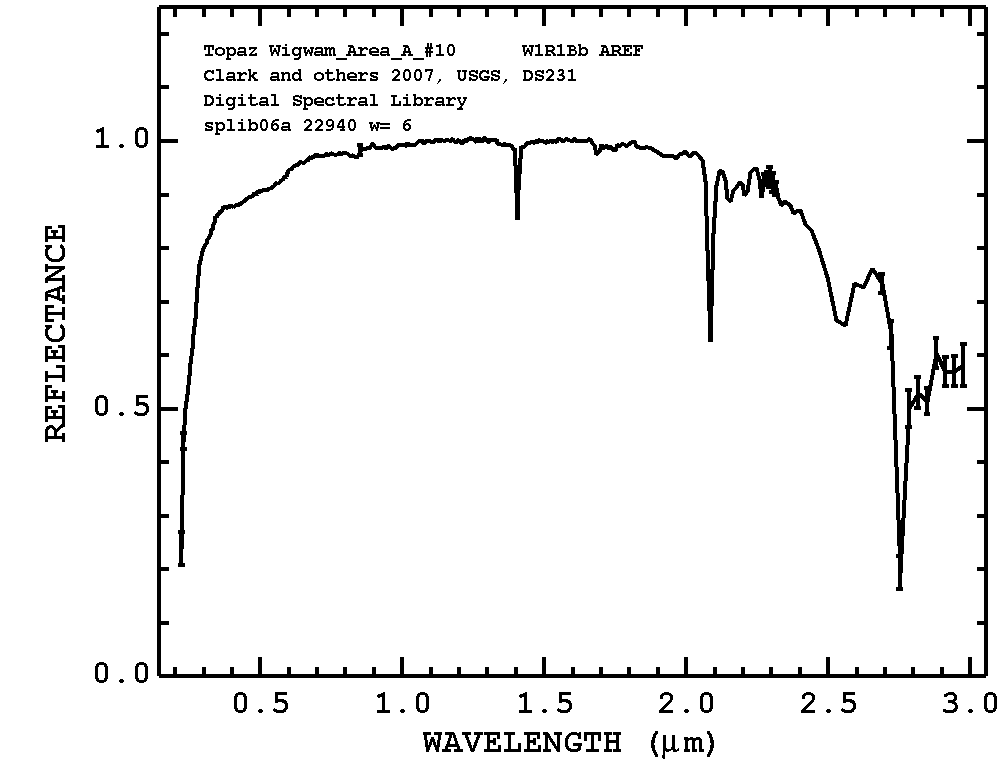 Topaz Wigwam_Area_A_#10 W1R1Bb AREF
Clark and others 2007, USGS, DS231
Digital Spectral Library
splib06a 22940 w= 6
1.0
0.5
0.0
REFLECTANCE
0.5 1.0 1.5 2.0 2.5 3.0
WAVELENGTH (μm)